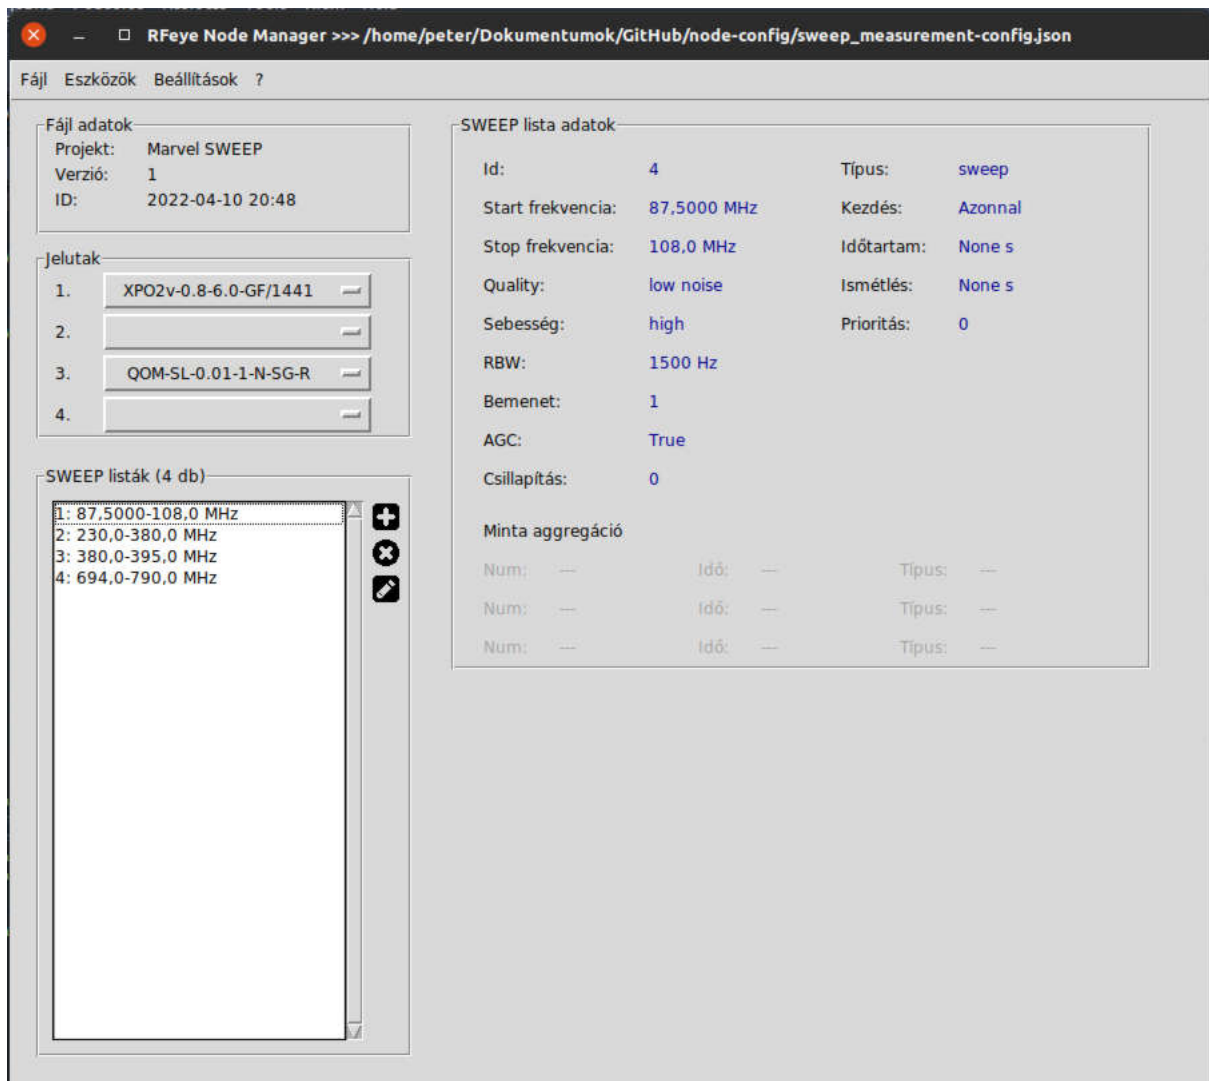 RFeye Node Manager >>> /home/peter/Dokumentumok/GitHub/node-config/sweep_measurement-config.json
Fájl Eszközök Beállítások ?
Fájl adatok
Projekt: Marvel SWEEP
Verzió: 1
ID: 2022-04-10 20:48
Jelutak
1. XPO2v-0.8-6.0-GF/1441
2.
3. QOM-SL-0.01-1-N-SG-R
4.
SWEEP listák (4 db)
1: 87,5000-108,0 MHz
2: 230,0-380,0 MHz
3: 380,0-395,0 MHz
4: 694,0-790,0 MHz
SWEEP lista adatok
Id: 4 Típus: sweep
Start frekvencia: 87,5000 MHz Kezdés: Azonnal
Stop frekvencia: 108,0 MHz Időtartam: None s
Quality: low noise Ismétlés: None s
Sebesség: high Prioritás: 0
RBW: 1500 Hz
Bemenet: 1
AGC: True
Csillapítás: 0
Minta aggregáció
Num: --- Idő: --- Típus: ---
Num: --- Idő: --- Típus: ---
Num: --- Idő: --- Típus: ---